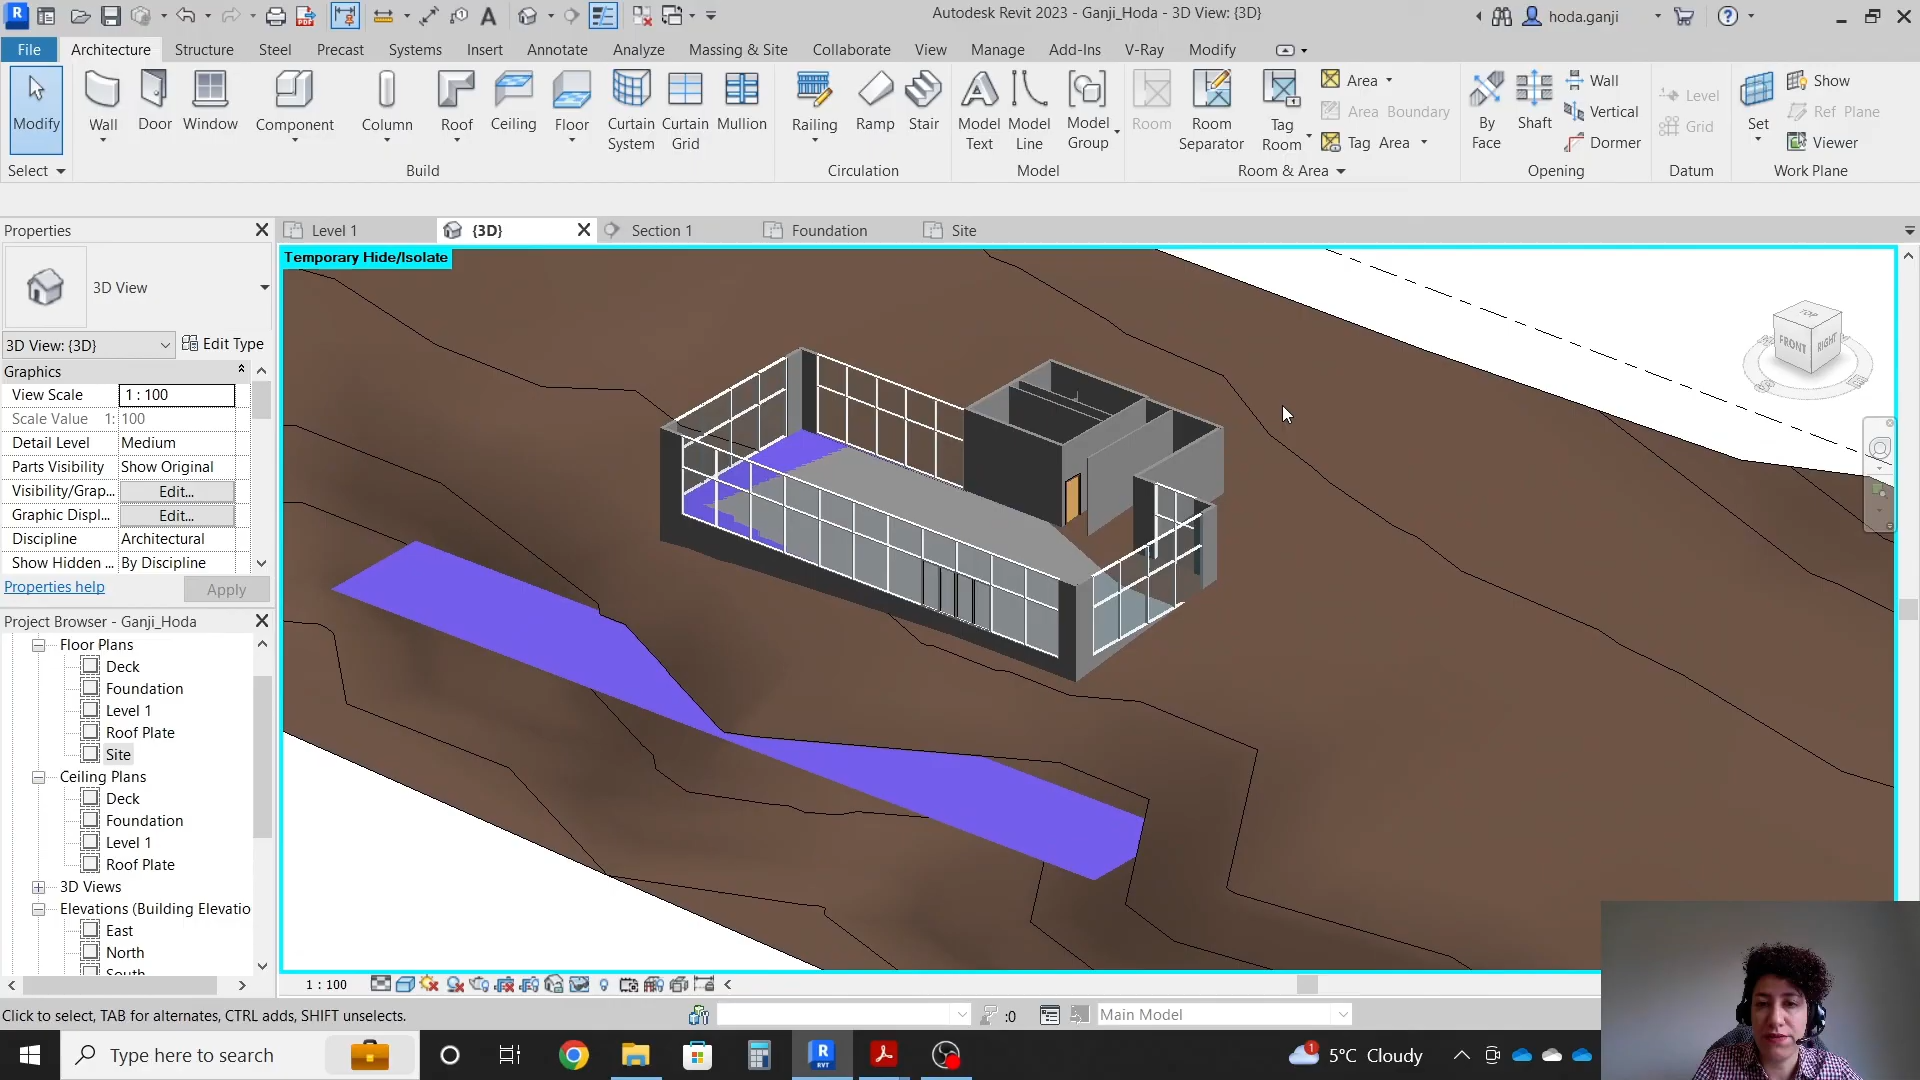 Autodesk Revit 2023 - Ganji_Hoda - 3D View: {3D}
hoda.ganji
File Architecture Structure Steel Precast Systems Insert Annotate Analyze Massing & Site Collaborate View Manage Add-Ins V-Ray Modify
Modify
Wall
Door
Window
Component
Column
Roof
Ceiling
Floor
Curtain System
Curtain Grid
Mullion
Railing
Ramp
Stair
Model Text
Model Line
Model Group
Room
Room Separator
Tag Room
Area
Area Boundary
Tag Area
By Face
Shaft
Wall
Vertical
Dormer
Level
Grid
Set
Show
Ref Plane
Viewer
Select
Build
Circulation
Model
Room & Area
Opening
Datum
Work Plane
Properties
Level 1
{3D}
Section 1
Foundation
Site
Temporary Hide/Isolate
3D View
3D View: {3D}
Edit Type
Graphics
View Scale 1 : 100
Scale Value 1: 100
Detail Level Medium
Parts Visibility Show Original
Visibility/Grap... Edit...
Graphic Displ... Edit...
Discipline Architectural
Show Hidden ... By Discipline
Properties help
Apply
Project Browser - Ganji_Hoda
Floor Plans
Deck
Foundation
Level 1
Roof Plate
Site
Ceiling Plans
Deck
Foundation
Level 1
Roof Plate
3D Views
Elevations (Building Elevatio
East
North
South
TOP
FRONT
RIGHT
1 : 100
Click to select, TAB for alternates, CTRL adds, SHIFT unselects.
:0
Main Model
Type here to search
R
RVT
1
5°C Cloudy